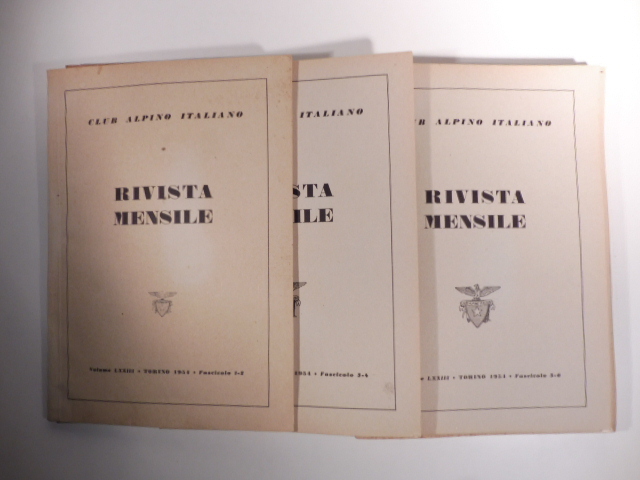 CLUB ALPINO ITALIANO
RIVISTA
MENSILE
Volume LXXIII • TORINO 1954 • Fascicolo 1-2
ITALIANO
STA
ILE
1954 • Fascicolo 3-4
UB ALPINO ITALIANO
RIVISTA
MENSILE
LXXIII • TORINO 1954 • Fascicolo 5-6